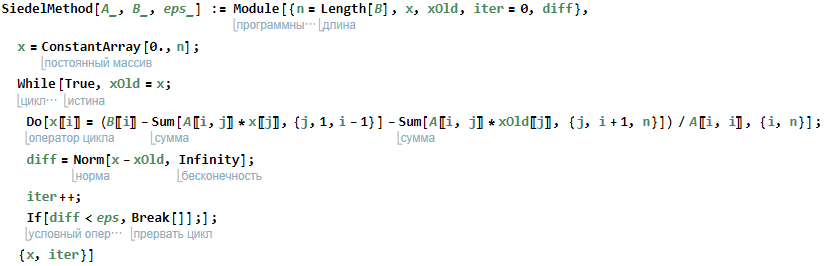 SiedelMethod[A_, B_, eps_] := Module[{n = Length[B], x, xOld, iter = 0, diff},
программны⋯ длина
x = ConstantArray[0., n];
постоянный массив
While[True, xOld = x;
цикл⋯ истина
Do[x〚i〛 = (B〚i〛 - Sum[A〚i, j〛 * x〚j〛, {j, 1, i - 1}] - Sum[A〚i, j〛 * xOld〚j〛, {j, i + 1, n}]) / A〚i, i〛, {i, n}];
оператор цикла сумма сумма
diff = Norm[x - xOld, Infinity];
норма бесконечность
iter++;
If[diff < eps, Break[]];];
условный опер⋯ прервать цикл
{x, iter}]